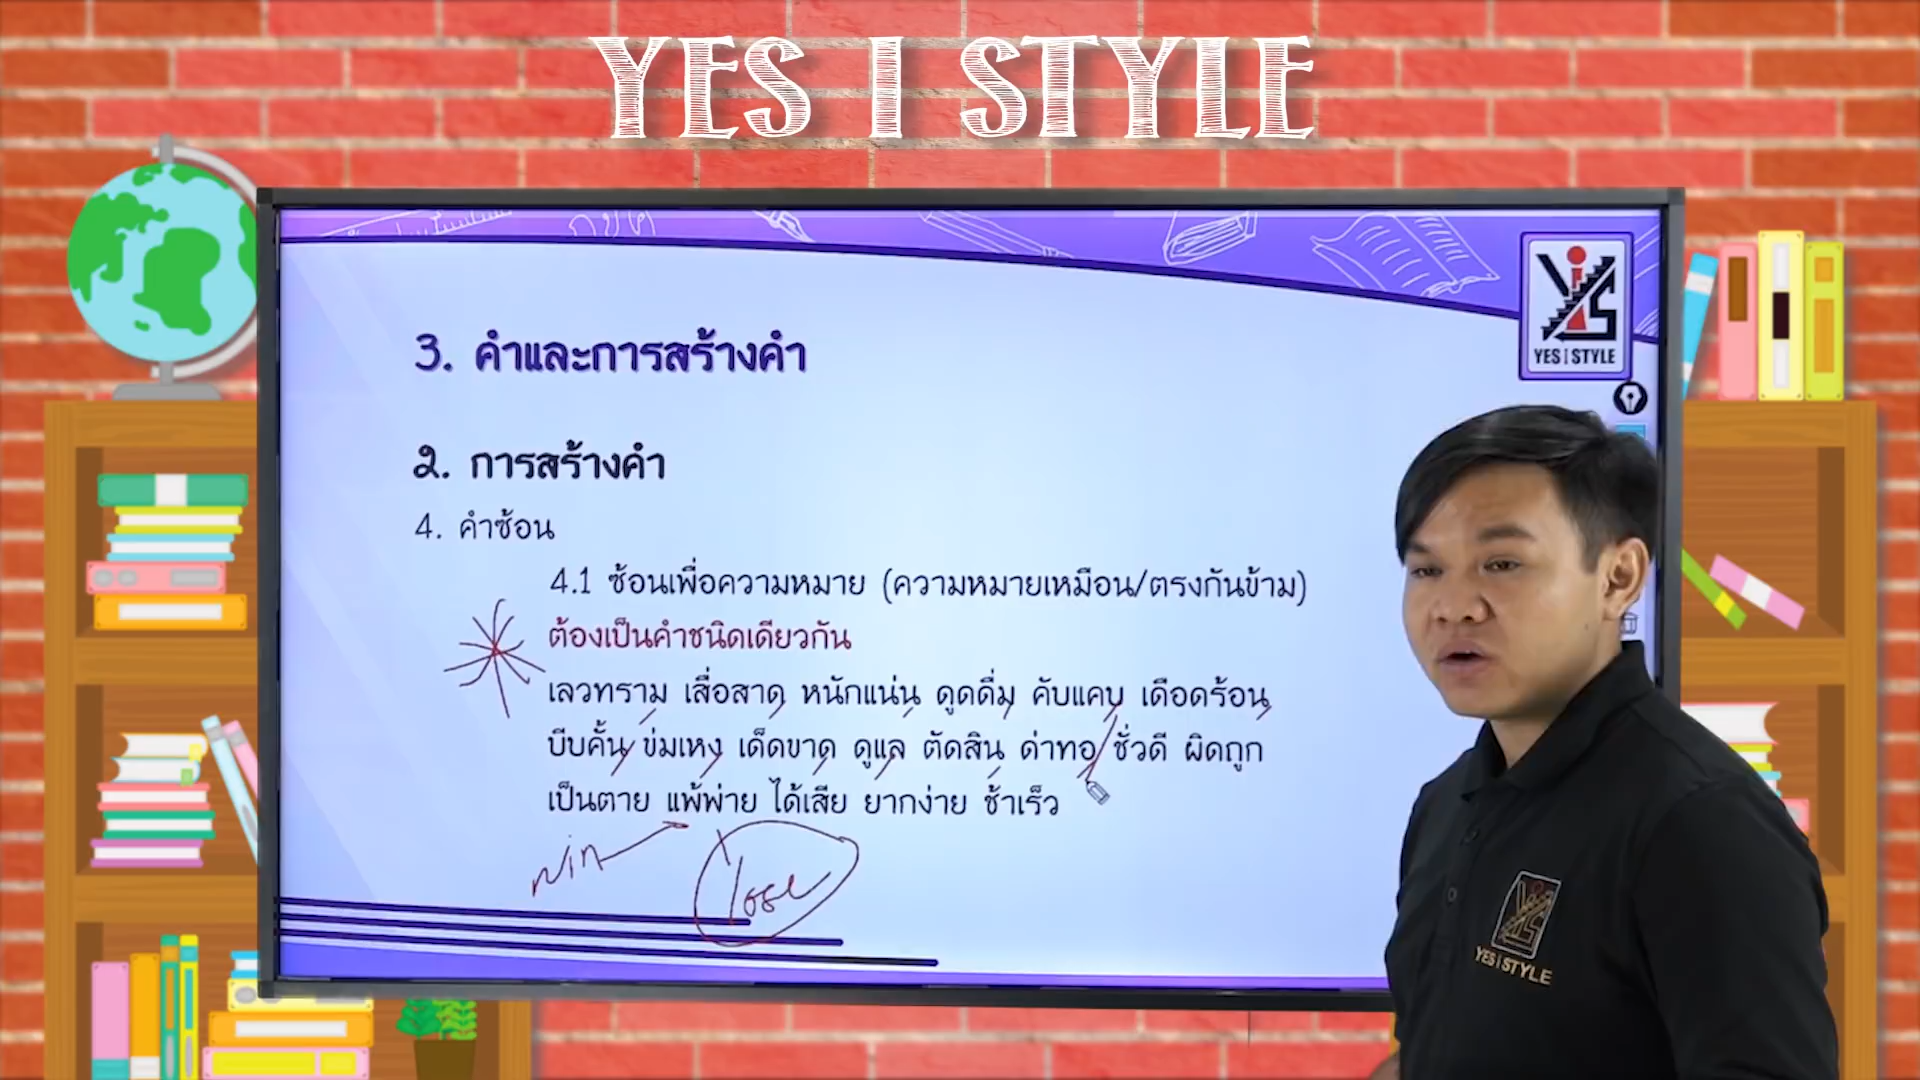 YES I STYLE
กขค
YES I STYLE
3. คำและการสร้างคำ
2. การสร้างคำ
4. คำซ้อน
4.1 ซ้อนเพื่อความหมาย (ความหมายเหมือน/ตรงกันข้าม)
ต้องเป็นคำชนิดเดียวกัน
เลวทราม เสื่อสาด หนักแน่น ดูดดื่ม คับแคบ เดือดร้อน
บีบคั้น ข่มเหง เด็ดขาด ดูแล ตัดสิน ด่าทอ ชั่วดี ผิดถูก
เป็นตาย แพ้พ่าย ได้เสีย ยากง่าย ช้าเร็ว
win
lose
YES I STYLE